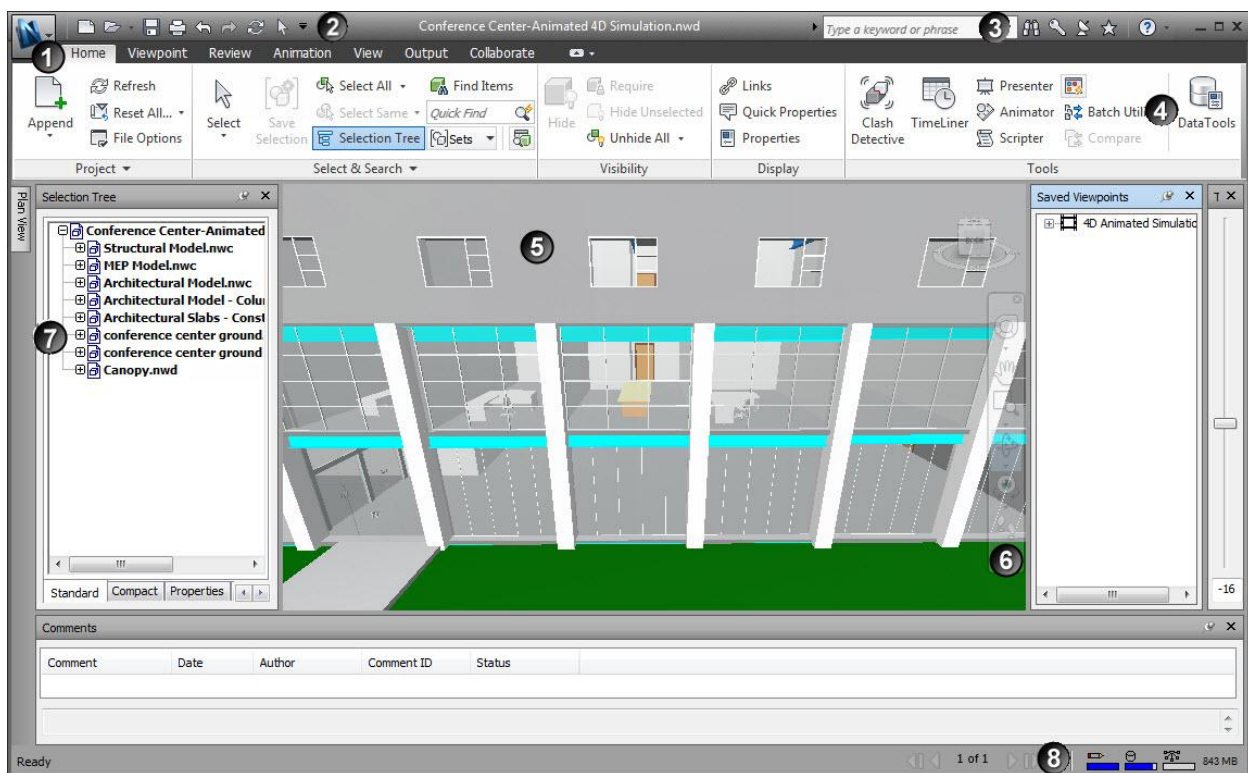 2 Conference Center-Animated 4D Simulation.nwd Type a keyword or phrase 3
1 Home Viewpoint Review Animation View Output Collaborate
Append
Refresh
Reset All...
File Options
Select
Save Selection
Select All
Select Same
Selection Tree
Find Items
Quick Find
Sets
Hide
Require
Hide Unselected
Unhide All
Links
Quick Properties
Properties
Clash Detective
TimeLiner
Presenter
Animator
Scripter
Batch Util
Compare
4
DataTools
Project Select & Search Visibility Display Tools
Plan View
Selection Tree
Conference Center-Animated
Structural Model.nwc
MEP Model.nwc
Architectural Model.nwc
Architectural Model - Colu
Architectural Slabs - Const
7
conference center ground
conference center ground
Canopy.nwd
Standard Compact Properties
5
6
Saved Viewpoints
4D Animated Simulatio
T
-16
Comments
Comment Date Author Comment ID Status
Ready 1 of 1 8 843 MB